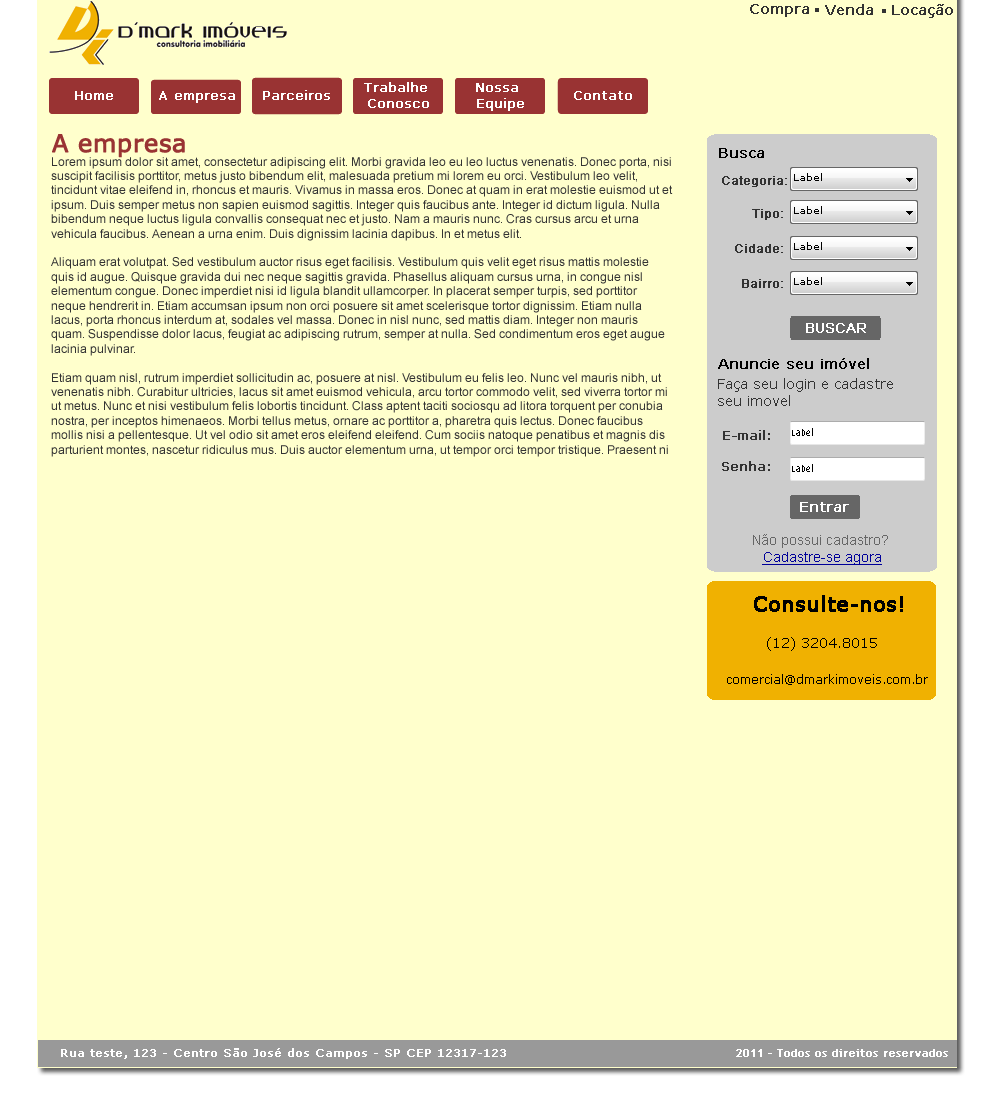 Compra ▪ Venda ▪ Locação
D'mark imóveis
consultoria imobiliária
Home
A empresa
Parceiros
Trabalhe
Conosco
Nossa
Equipe
Contato
A empresa
Lorem ipsum dolor sit amet, consectetur adipiscing elit. Morbi gravida leo eu leo luctus venenatis. Donec porta, nisi
suscipit facilisis porttitor, metus justo bibendum elit, malesuada pretium mi lorem eu orci. Vestibulum leo velit,
tincidunt vitae eleifend in, rhoncus et mauris. Vivamus in massa eros. Donec at quam in erat molestie euismod ut et
ipsum. Duis semper metus non sapien euismod sagittis. Integer quis faucibus ante. Integer id dictum ligula. Nulla
bibendum neque luctus ligula convallis consequat nec et justo. Nam a mauris nunc. Cras cursus arcu et urna
vehicula faucibus. Aenean a urna enim. Duis dignissim lacinia dapibus. In et metus elit.
Aliquam erat volutpat. Sed vestibulum auctor risus eget facilisis. Vestibulum quis velit eget risus mattis molestie
quis id augue. Quisque gravida dui nec neque sagittis gravida. Phasellus aliquam cursus urna, in congue nisl
elementum congue. Donec imperdiet nisi id ligula blandit ullamcorper. In placerat semper turpis, sed porttitor
neque hendrerit in. Etiam accumsan ipsum non orci posuere sit amet scelerisque tortor dignissim. Etiam nulla
lacus, porta rhoncus interdum at, sodales vel massa. Donec in nisl nunc, sed mattis diam. Integer non mauris
quam. Suspendisse dolor lacus, feugiat ac adipiscing rutrum, semper at nulla. Sed condimentum eros eget augue
lacinia pulvinar.
Etiam quam nisl, rutrum imperdiet sollicitudin ac, posuere at nisl. Vestibulum eu felis leo. Nunc vel mauris nibh, ut
venenatis nibh. Curabitur ultricies, lacus sit amet euismod vehicula, arcu tortor commodo velit, sed viverra tortor mi
ut metus. Nunc et nisi vestibulum felis lobortis tincidunt. Class aptent taciti sociosqu ad litora torquent per conubia
nostra, per inceptos himenaeos. Morbi tellus metus, ornare ac porttitor a, pharetra quis lectus. Donec faucibus
mollis nisi a pellentesque. Ut vel odio sit amet eros eleifend eleifend. Cum sociis natoque penatibus et magnis dis
parturient montes, nascetur ridiculus mus. Duis auctor elementum urna, ut tempor orci tempor tristique. Praesent ni
Busca
Categoria: Label
Tipo: Label
Cidade: Label
Bairro: Label
BUSCAR
Anuncie seu imóvel
Faça seu login e cadastre
seu imovel
E-mail: Label
Senha: Label
Entrar
Não possui cadastro?
Cadastre-se agora
Consulte-nos!
(12) 3204.8015
comercial@dmarkimoveis.com.br
Rua teste, 123 - Centro São José dos Campos - SP CEP 12317-123
2011 - Todos os direitos reservados